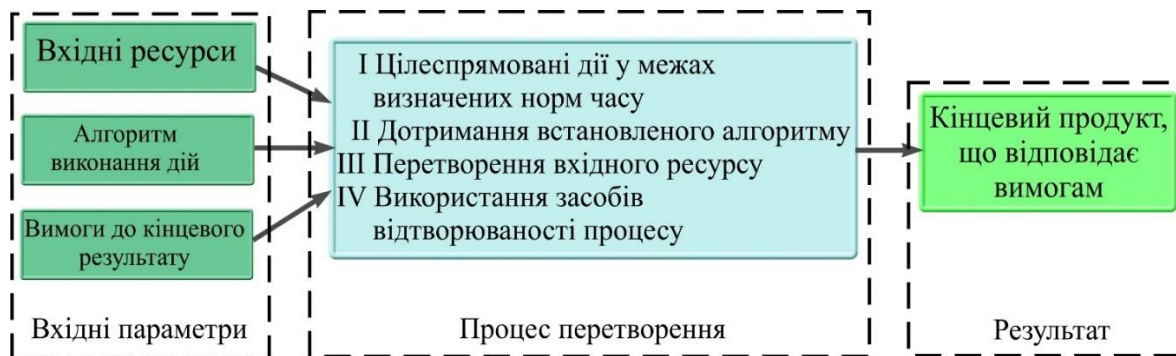 Вхідні ресурси
Алгоритм
виконання дій
Вимоги до кінцевого
результату
Вхідні параметри
I Цілеспрямовані дії у межах
визначених норм часу
II Дотримання встановленого алгоритму
III Перетворення вхідного ресурсу
IV Використання засобів
відтворюваності процесу
Процес перетворення
Кінцевий продукт,
що відповідає
вимогам
Результат